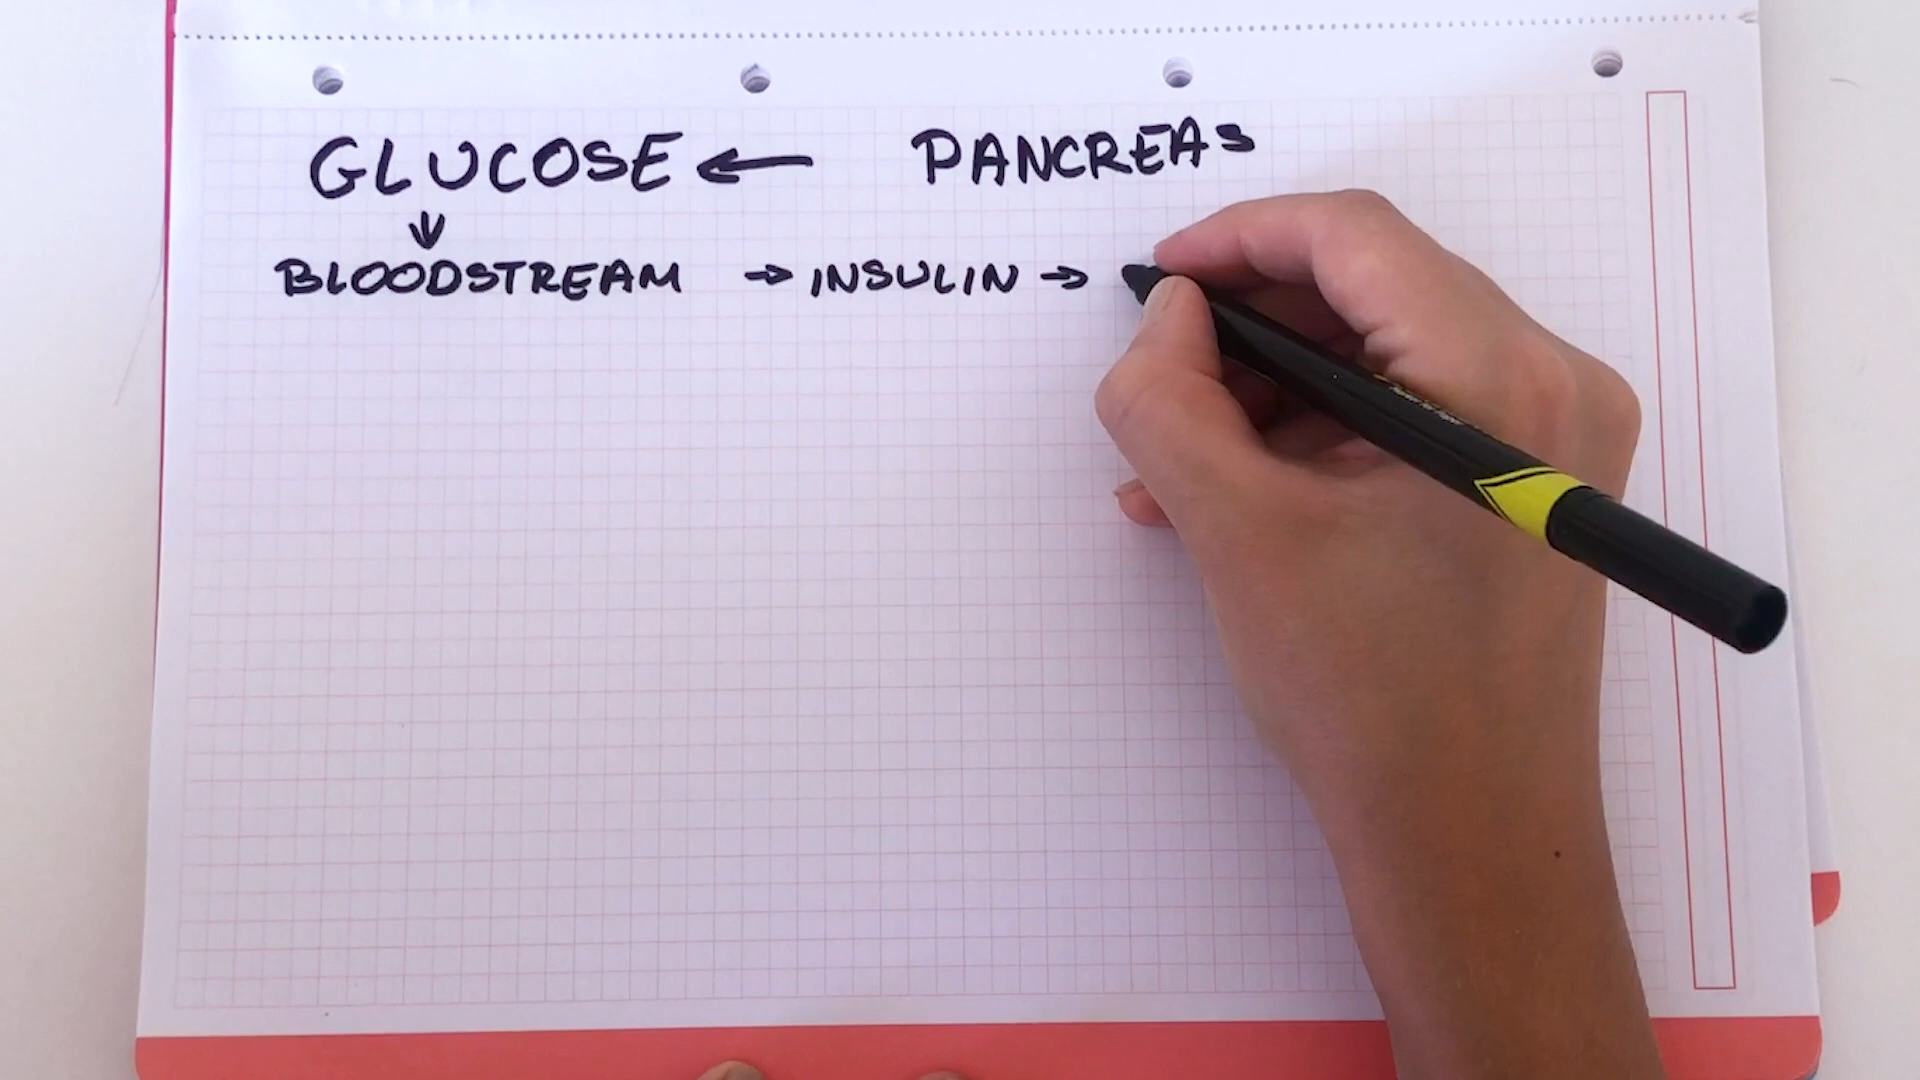 GLUCOSE ← PANCREAS
↓
BLOODSTREAM → INSULIN →